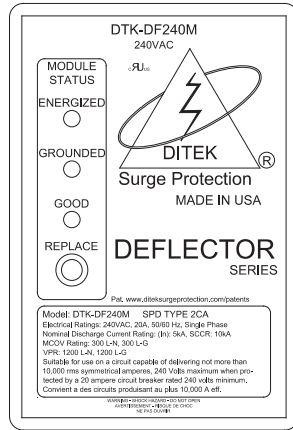 DTK-DF240M
240VAC
MODULE
STATUS
ENERGIZED
GROUNDED
GOOD
REPLACE
c RU US
DITEK
®
Surge Protection
MADE IN USA
DEFLECTOR
SERIES
Pat. www.diteksurgeprotection.com/patents
Model: DTK-DF240M SPD TYPE 2CA
Electrical Ratings: 240VAC, 20A, 50/60 Hz, Single Phase
Nominal Discharge Current Rating: (In): 5kA, SCCR: 10kA
MCOV Rating: 300 L-N, 300 L-G
VPR: 1200 L-N, 1200 L-G
Suitable for use on a circuit capable of delivering not more than
10,000 rms symmetrical amperes, 240 Volts maximum when pro-
tected by a 20 ampere circuit breaker rated 240 volts minimum.
Convient a des circuits produisant au plus 10,000 A eff.
WARNING - SHOCK HAZARD - DO NOT OPEN
AVERTISSEMENT - RISQUE DE CHOC
NE PAS OUVRIR